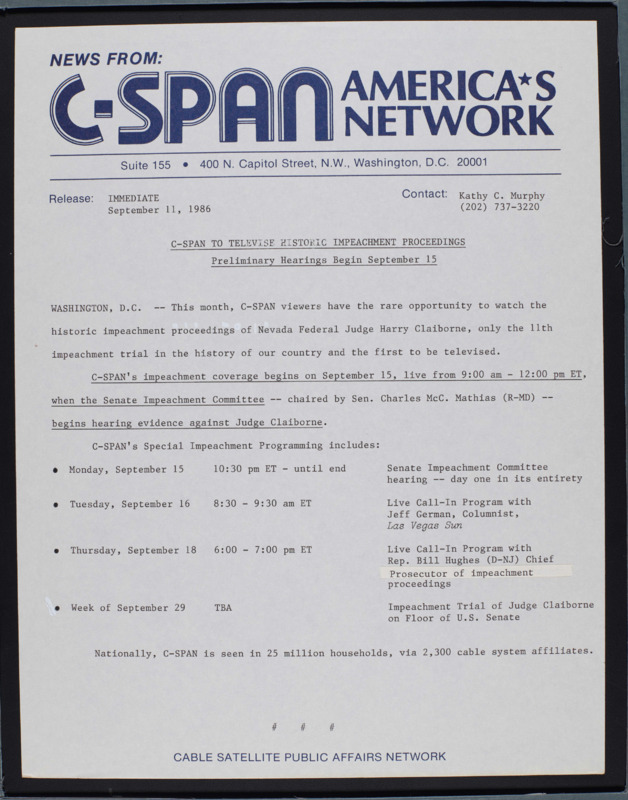 NEWS FROM:
C-SPAN AMERICA★S NETWORK
Suite 155 • 400 N. Capitol Street, N.W., Washington, D.C. 20001
Release: IMMEDIATE
September 11, 1986
Contact: Kathy C. Murphy
(202) 737-3220
C-SPAN TO TELEVISE HISTORIC IMPEACHMENT PROCEEDINGS
Preliminary Hearings Begin September 15
WASHINGTON, D.C. -- This month, C-SPAN viewers have the rare opportunity to watch the
historic impeachment proceedings of Nevada Federal Judge Harry Claiborne, only the 11th
impeachment trial in the history of our country and the first to be televised.
C-SPAN's impeachment coverage begins on September 15, live from 9:00 am - 12:00 pm ET,
when the Senate Impeachment Committee -- chaired by Sen. Charles McC. Mathias (R-MD) --
begins hearing evidence against Judge Claiborne.
C-SPAN's Special Impeachment Programming includes:
• Monday, September 15 10:30 pm ET - until end Senate Impeachment Committee
hearing -- day one in its entirety
• Tuesday, September 16 8:30 - 9:30 am ET Live Call-In Program with
Jeff German, Columnist,
Las Vegas Sun
• Thursday, September 18 6:00 - 7:00 pm ET Live Call-In Program with
Rep. Bill Hughes (D-NJ) Chief
Prosecutor of impeachment
proceedings
• Week of September 29 TBA Impeachment Trial of Judge Claiborne
on Floor of U.S. Senate
Nationally, C-SPAN is seen in 25 million households, via 2,300 cable system affiliates.
# # #
CABLE SATELLITE PUBLIC AFFAIRS NETWORK